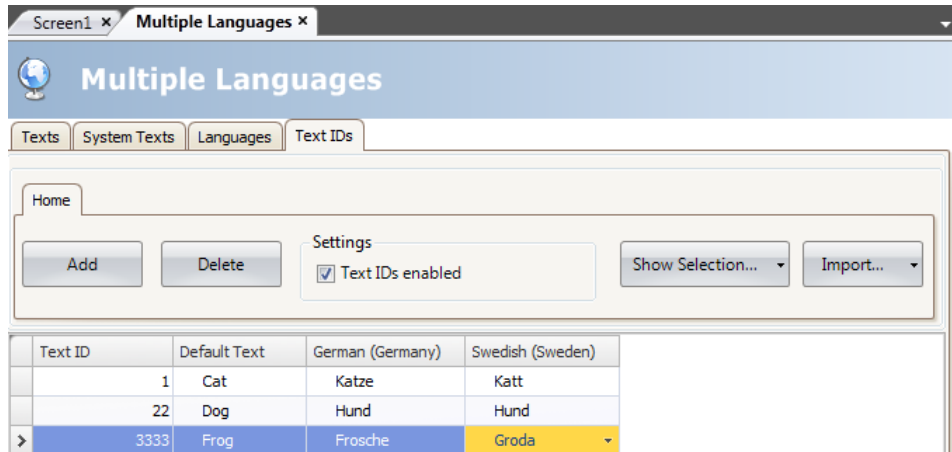 Screen1 × Multiple Languages ×
Multiple Languages
Texts System Texts Languages Text IDs
Home
Settings
Add Delete Text IDs enabled Show Selection... Import...
Text ID Default Text German (Germany) Swedish (Sweden)
1 Cat Katze Katt
22 Dog Hund Hund
3333 Frog Frosche Groda